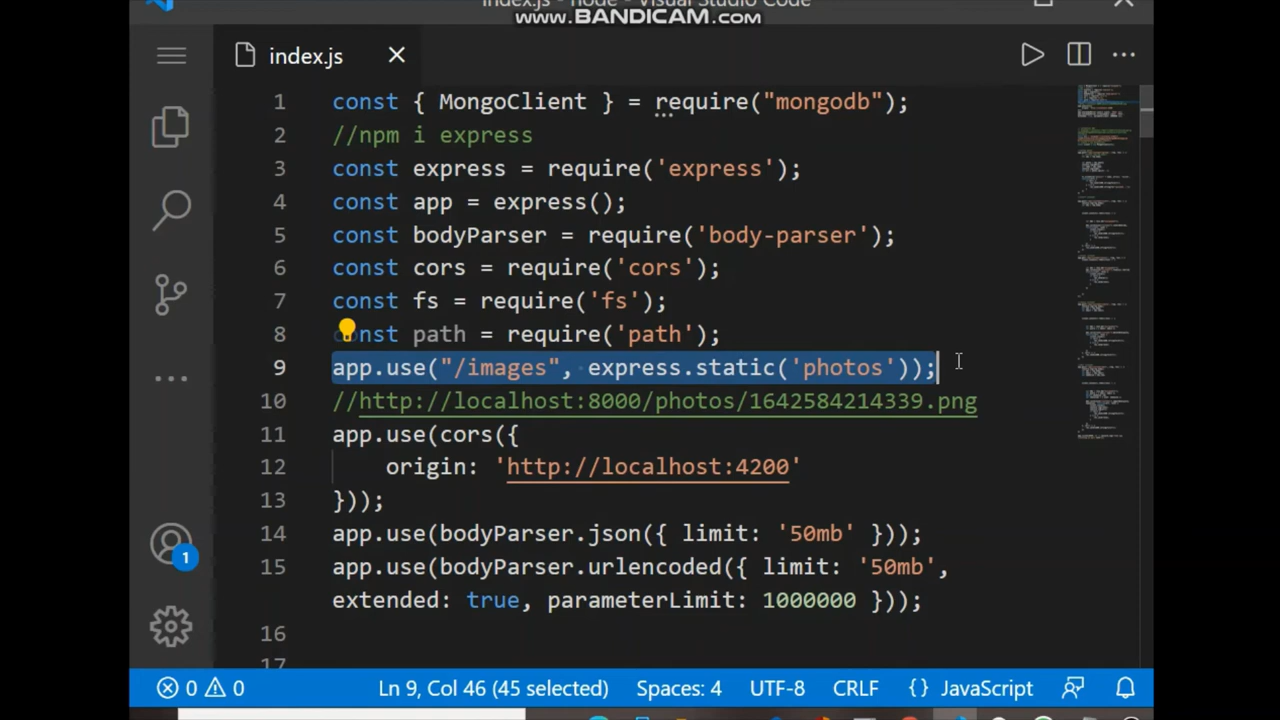 index.js - node - Visual Studio Code
www.BANDICAM.com
index.js
1 const { MongoClient } = require("mongodb");
2 //npm i express
3 const express = require('express');
4 const app = express();
5 const bodyParser = require('body-parser');
6 const cors = require('cors');
7 const fs = require('fs');
8 const path = require('path');
9 app.use("/images", express.static('photos'));
10 //http://localhost:8000/photos/1642584214339.png
11 app.use(cors({
12 origin: 'http://localhost:4200'
13 }));
14 app.use(bodyParser.json({ limit: '50mb' }));
15 app.use(bodyParser.urlencoded({ limit: '50mb',
extended: true, parameterLimit: 1000000 }));
16
17
1
0 0 Ln 9, Col 46 (45 selected) Spaces: 4 UTF-8 CRLF {} JavaScript